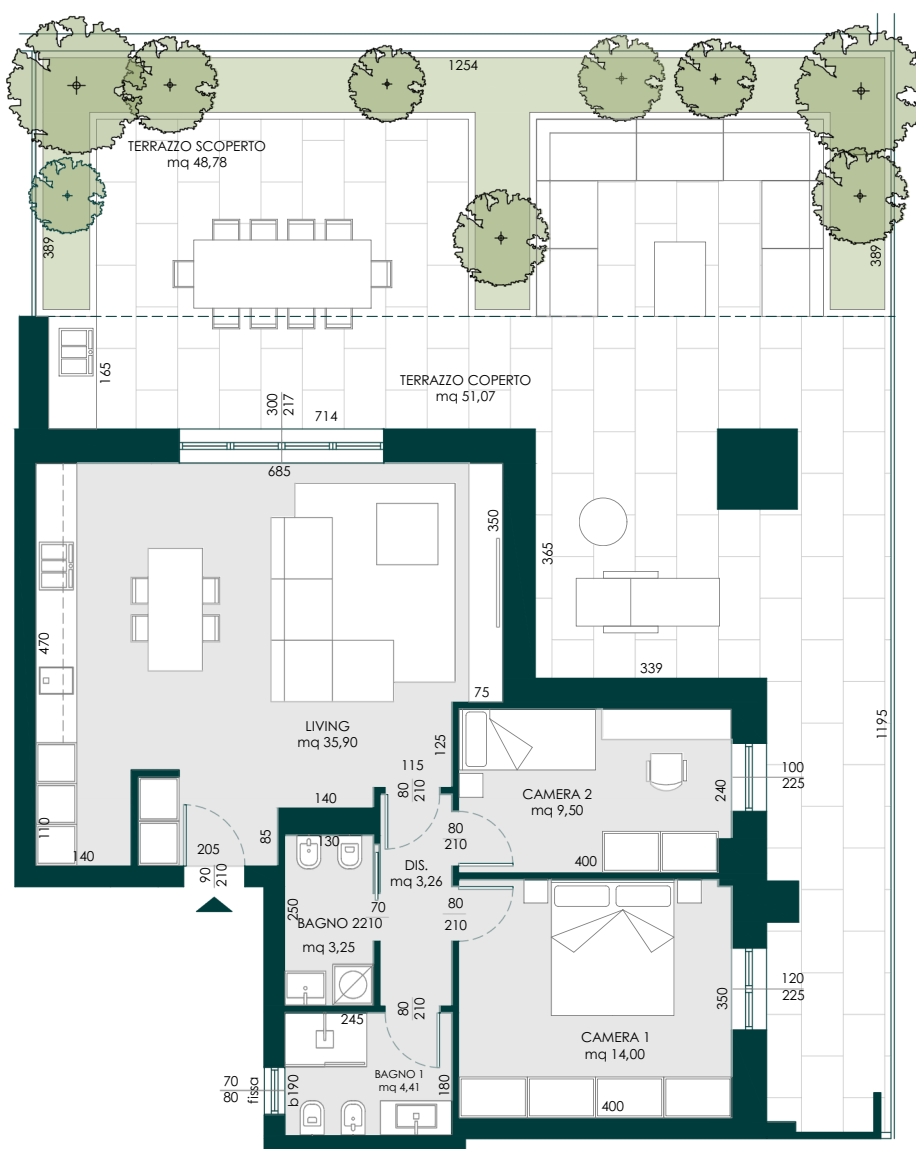 1254
TERRAZZO SCOPERTO
mq 48,78
389
389
165
TERRAZZO COPERTO
mq 51,07
300
217
714
685
350
365
470
339
75
1195
LIVING
mq 35,90
125
115
80
210
100
225
240
CAMERA 2
mq 9,50
140
80
210
110
85
130
205
140
400
DIS.
mq 3,26
90
210
250
70
BAGNO 2210
mq 3,25
80
210
120
225
350
80
210
245
CAMERA 1
mq 14,00
BAGNO 1
mq 4,41
70
80
fissa
b190
180
400